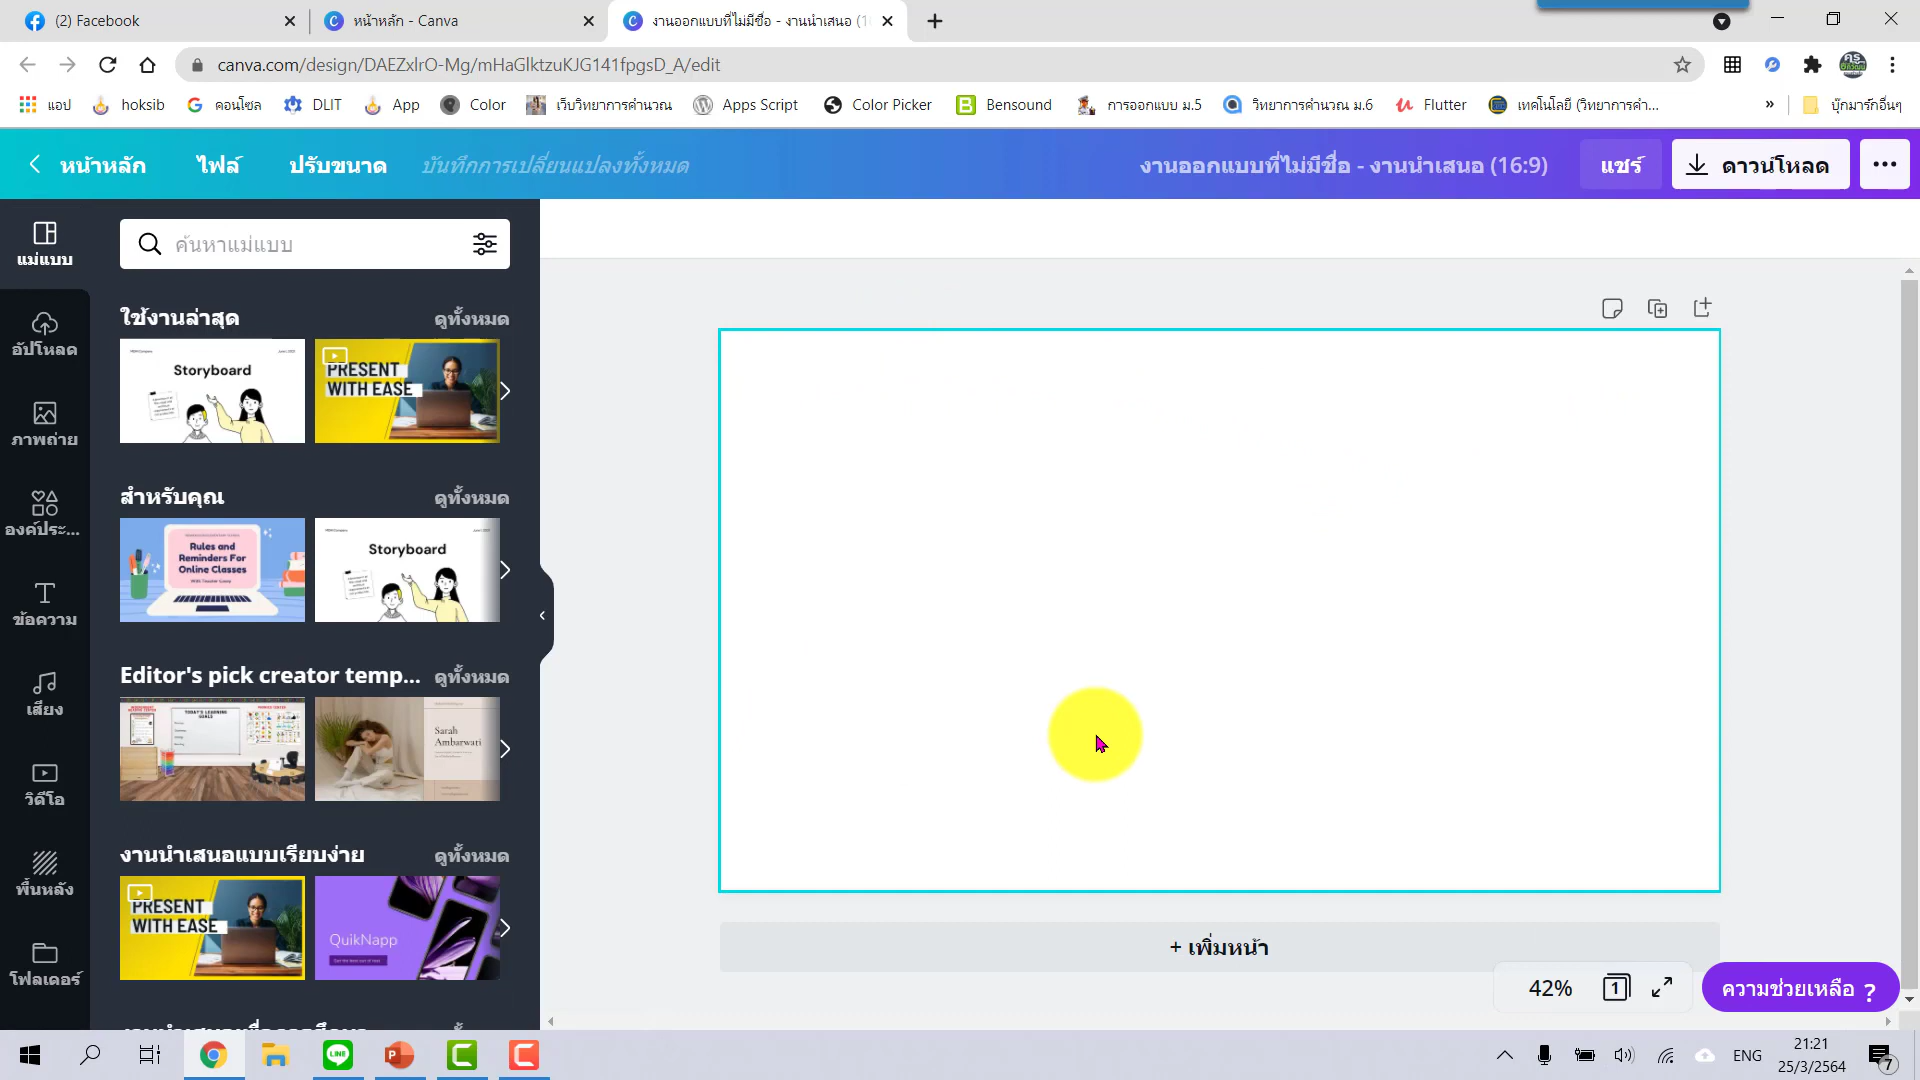 (2) Facebook
หน้าหลัก - Canva
งานออกแบบที่ไม่มีชื่อ - งานนำเสนอ (1
canva.com/design/DAEZxlrO-Mg/mHaGlktzuKJG141fpgsD_A/edit
แอป
hoksib
คอนโซล
DLIT
App
Color
เว็บวิทยาการคำนวณ
Apps Script
Color Picker
Bensound
การออกแบบ ม.5
วิทยาการคำนวณ ม.6
Flutter
เทคโนโลยี (วิทยาการคำ...
»
บุ๊กมาร์กอื่นๆ
หน้าหลัก
ไฟล์
ปรับขนาด
บันทึกการเปลี่ยนแปลงทั้งหมด
งานออกแบบที่ไม่มีชื่อ - งานนำเสนอ (16:9)
แชร์
ดาวน์โหลด
แม่แบบ
อัปโหลด
ภาพถ่าย
องค์ประ...
ข้อความ
เสียง
วิดีโอ
พื้นหลัง
โฟลเดอร์
ค้นหาแม่แบบ
ใช้งานล่าสุด
ดูทั้งหมด
Storyboard
PRESENT
WITH EASE
สำหรับคุณ
ดูทั้งหมด
Rules and
Reminders For
Online Classes
Storyboard
Editor's pick creator temp...
ดูทั้งหมด
TODAY'S LEARNING
GOALS
Sarah
Ambarwati
งานนำเสนอแบบเรียบง่าย
ดูทั้งหมด
PRESENT
WITH EASE
QuikNapp
+ เพิ่มหน้า
42%
1
ความช่วยเหลือ ?
ENG
21:21
25/3/2564
7